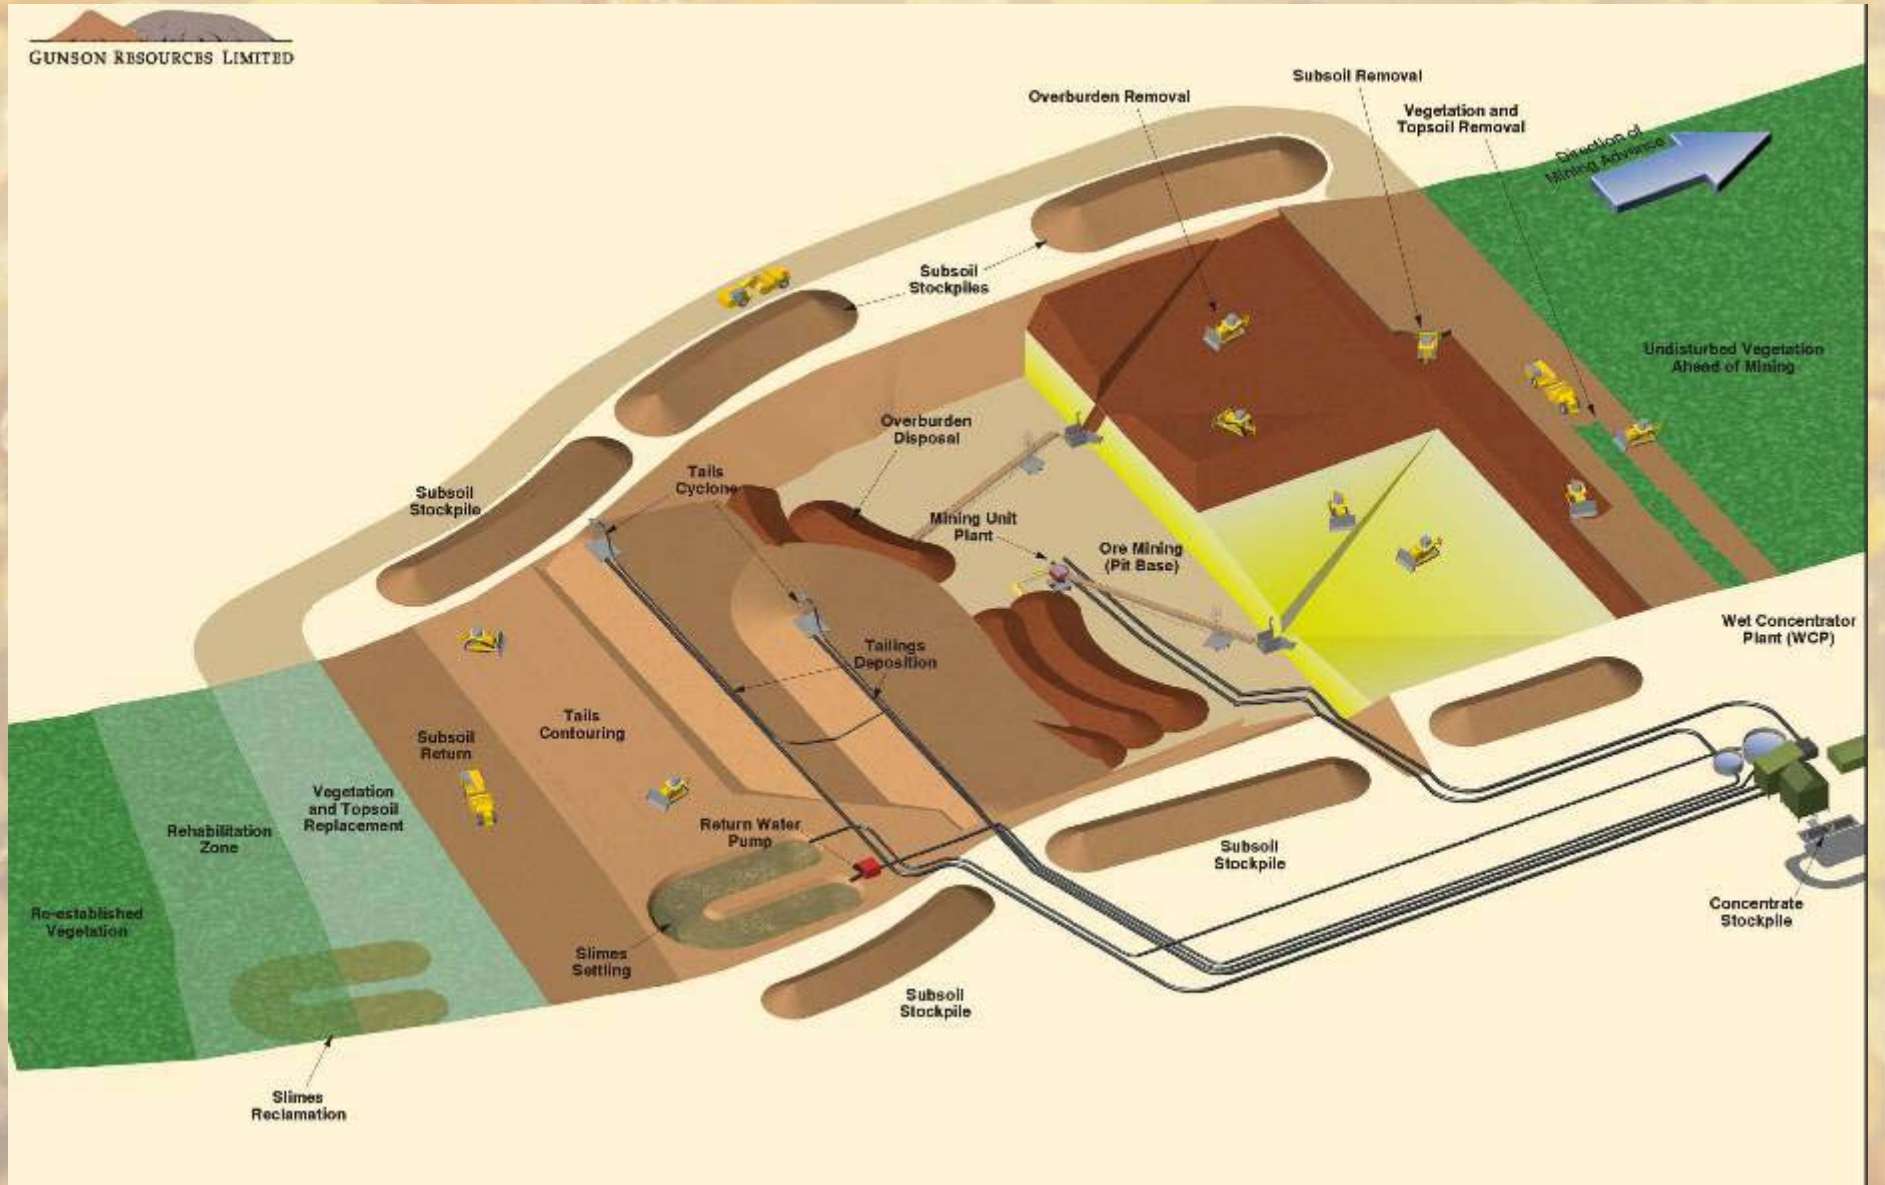 GUNSON RESOURCES LIMITED
Subsoil Removal
Overburden Removal
Vegetation and
Topsoil Removal
Direction of
Mining Advance
Subsoil
Stockpiles
Undisturbed Vegetation
Ahead of Mining
Overburden
Disposal
Tails
Cyclone
Subsoil
Stockpile
Mining Unit
Plant
Ore Mining
(Pit Base)
Wet Concentrator
Plant (WCP)
Tailings
Deposition
Tails
Contouring
Subsoil
Return
Vegetation
and Topsoil
Replacement
Rehabilitation
Zone
Return Water
Pump
Subsoil
Stockpile
Re-established
Vegetation
Concentrate
Stockpile
Slimes
Settling
Subsoil
Stockpile
Slimes
Reclamation